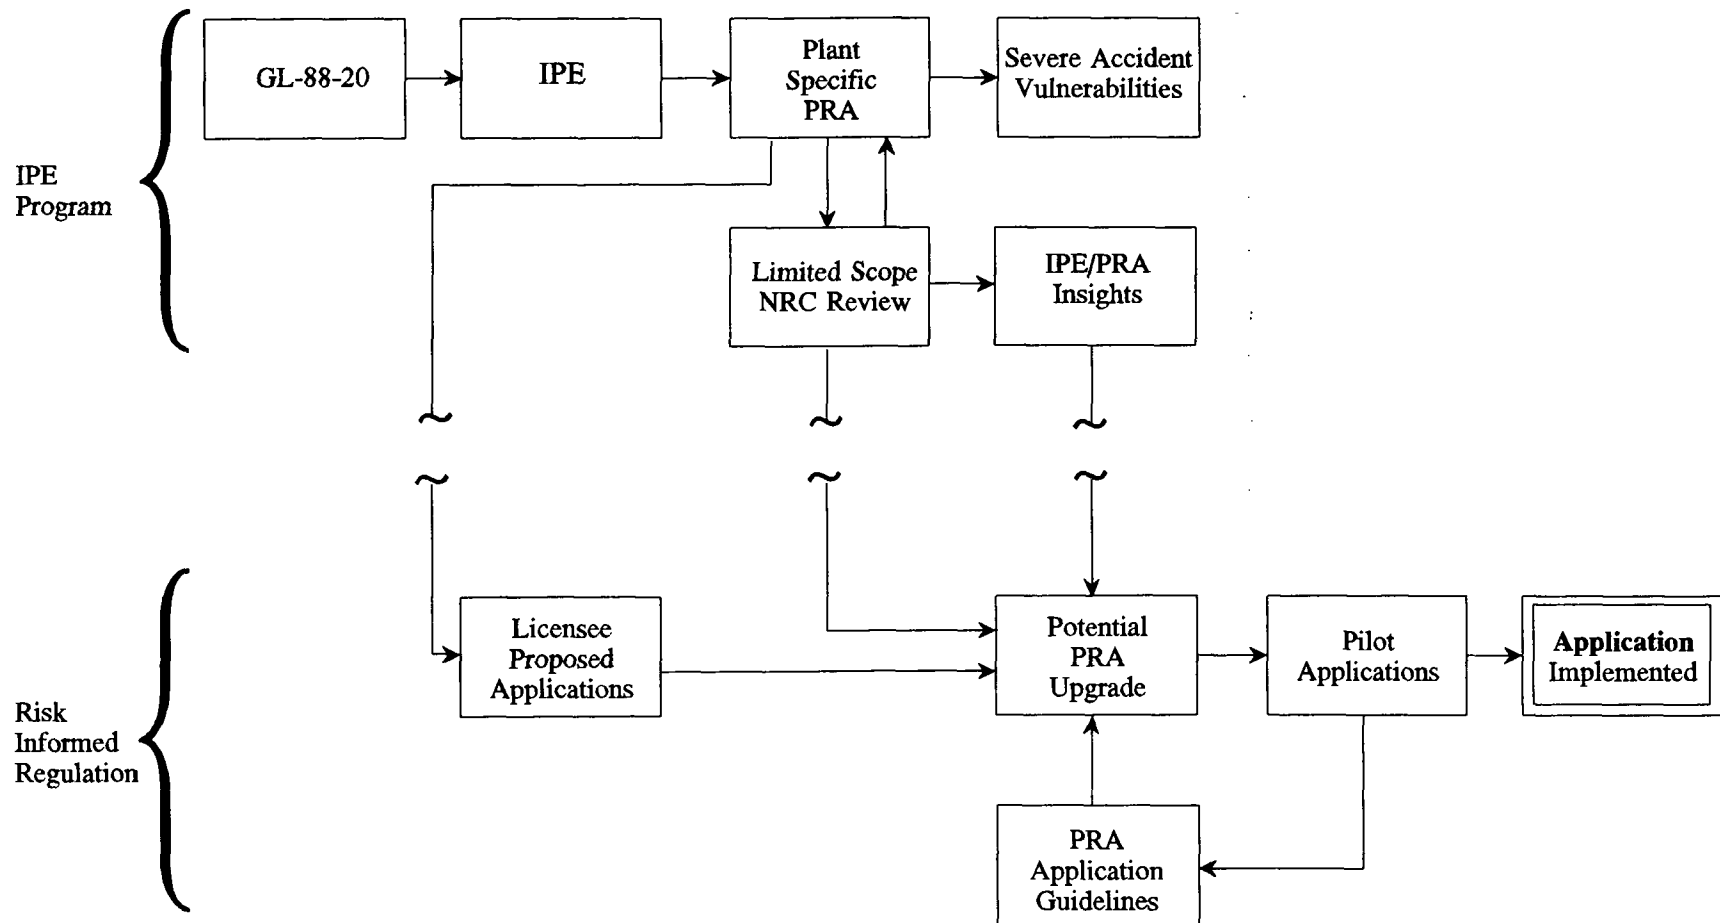 GL-88-20
IPE
Plant
Specific
PRA
Severe Accident
Vulnerabilities
IPE
Program
Limited Scope
NRC Review
IPE/PRA
Insights
Licensee
Proposed
Applications
Potential
PRA
Upgrade
Pilot
Applications
Application
Implemented
Risk
Informed
Regulation
PRA
Application
Guidelines